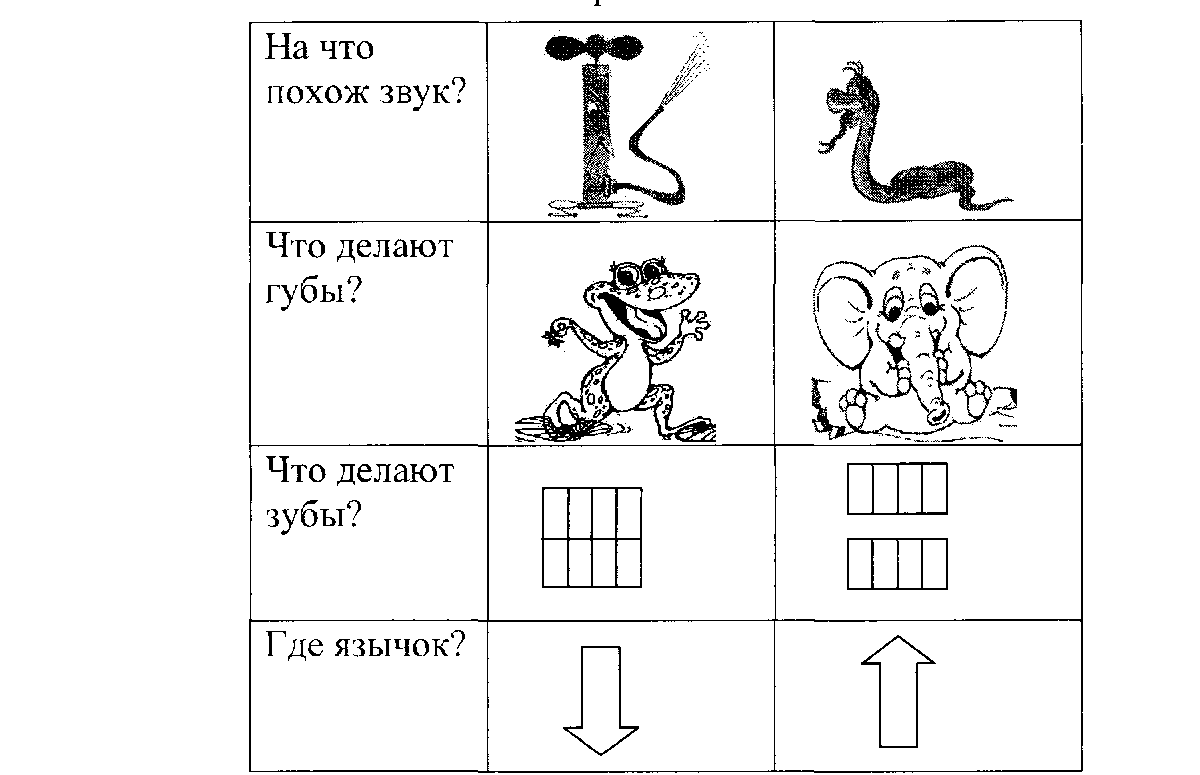 На что
похож звук?
Что делают
губы?
Что делают
зубы?
Где язычок?